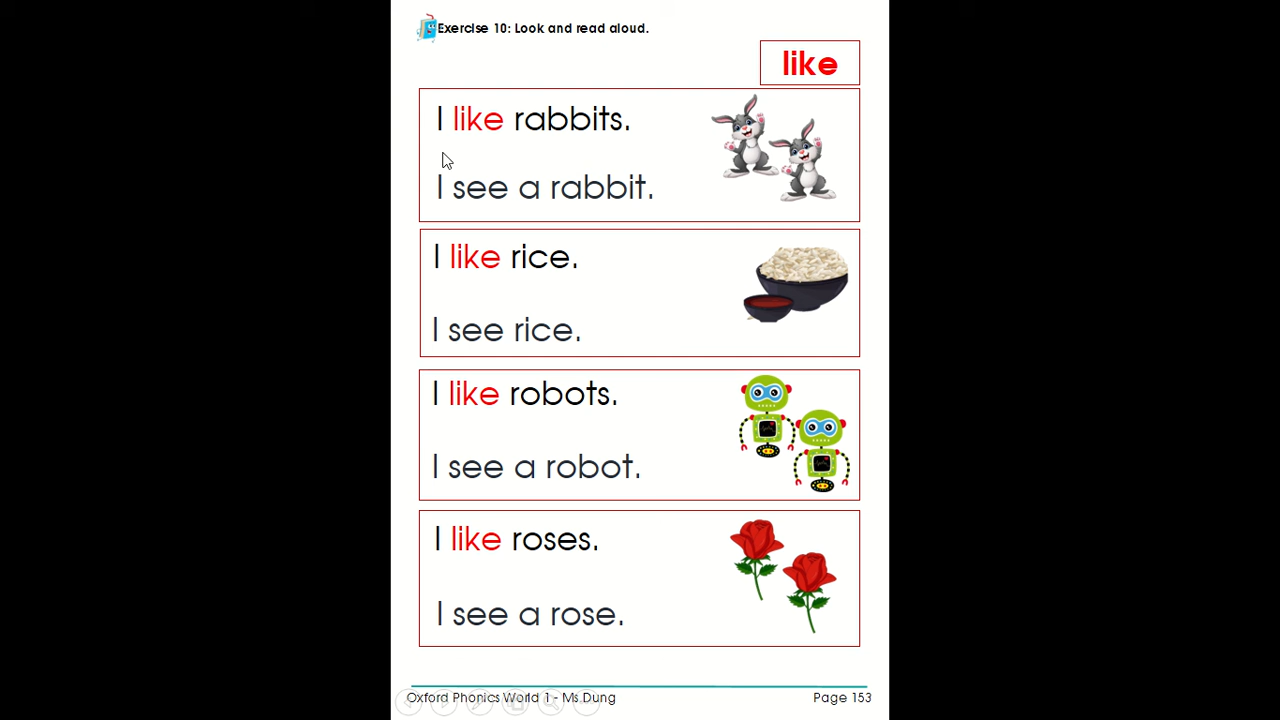 Exercise 10: Look and read aloud.
like
I like rabbits.
I see a rabbit.
I like rice.
I see rice.
I like robots.
I see a robot.
I like roses.
I see a rose.
Oxford Phonics World 1 - Ms.Dung
Page 153